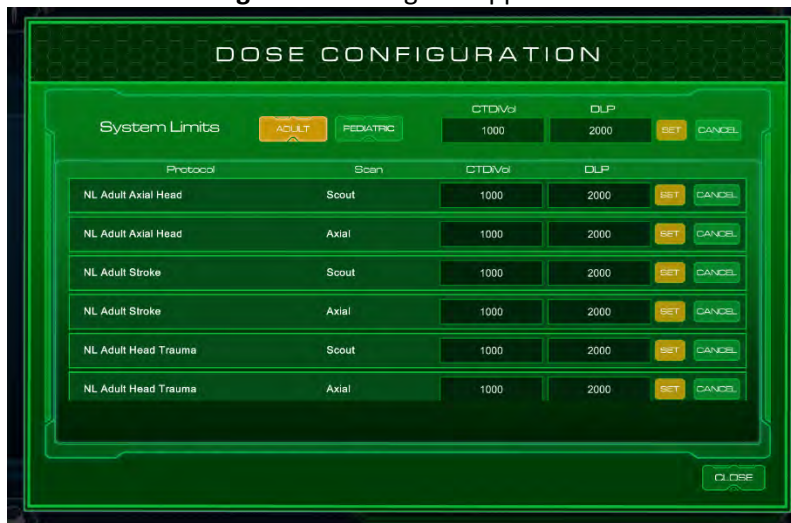 DOSE CONFIGURATION
CTDIVol DLP
System Limits ADULT PEDIATRIC 1000 2000 SET CANCEL
Protocol Scan CTDIVol DLP
NL Adult Axial Head Scout 1000 2000 SET CANCEL
NL Adult Axial Head Axial 1000 2000 SET CANCEL
NL Adult Stroke Scout 1000 2000 SET CANCEL
NL Adult Stroke Axial 1000 2000 SET CANCEL
NL Adult Head Trauma Scout 1000 2000 SET CANCEL
NL Adult Head Trauma Axial 1000 2000 SET CANCEL
CLOSE